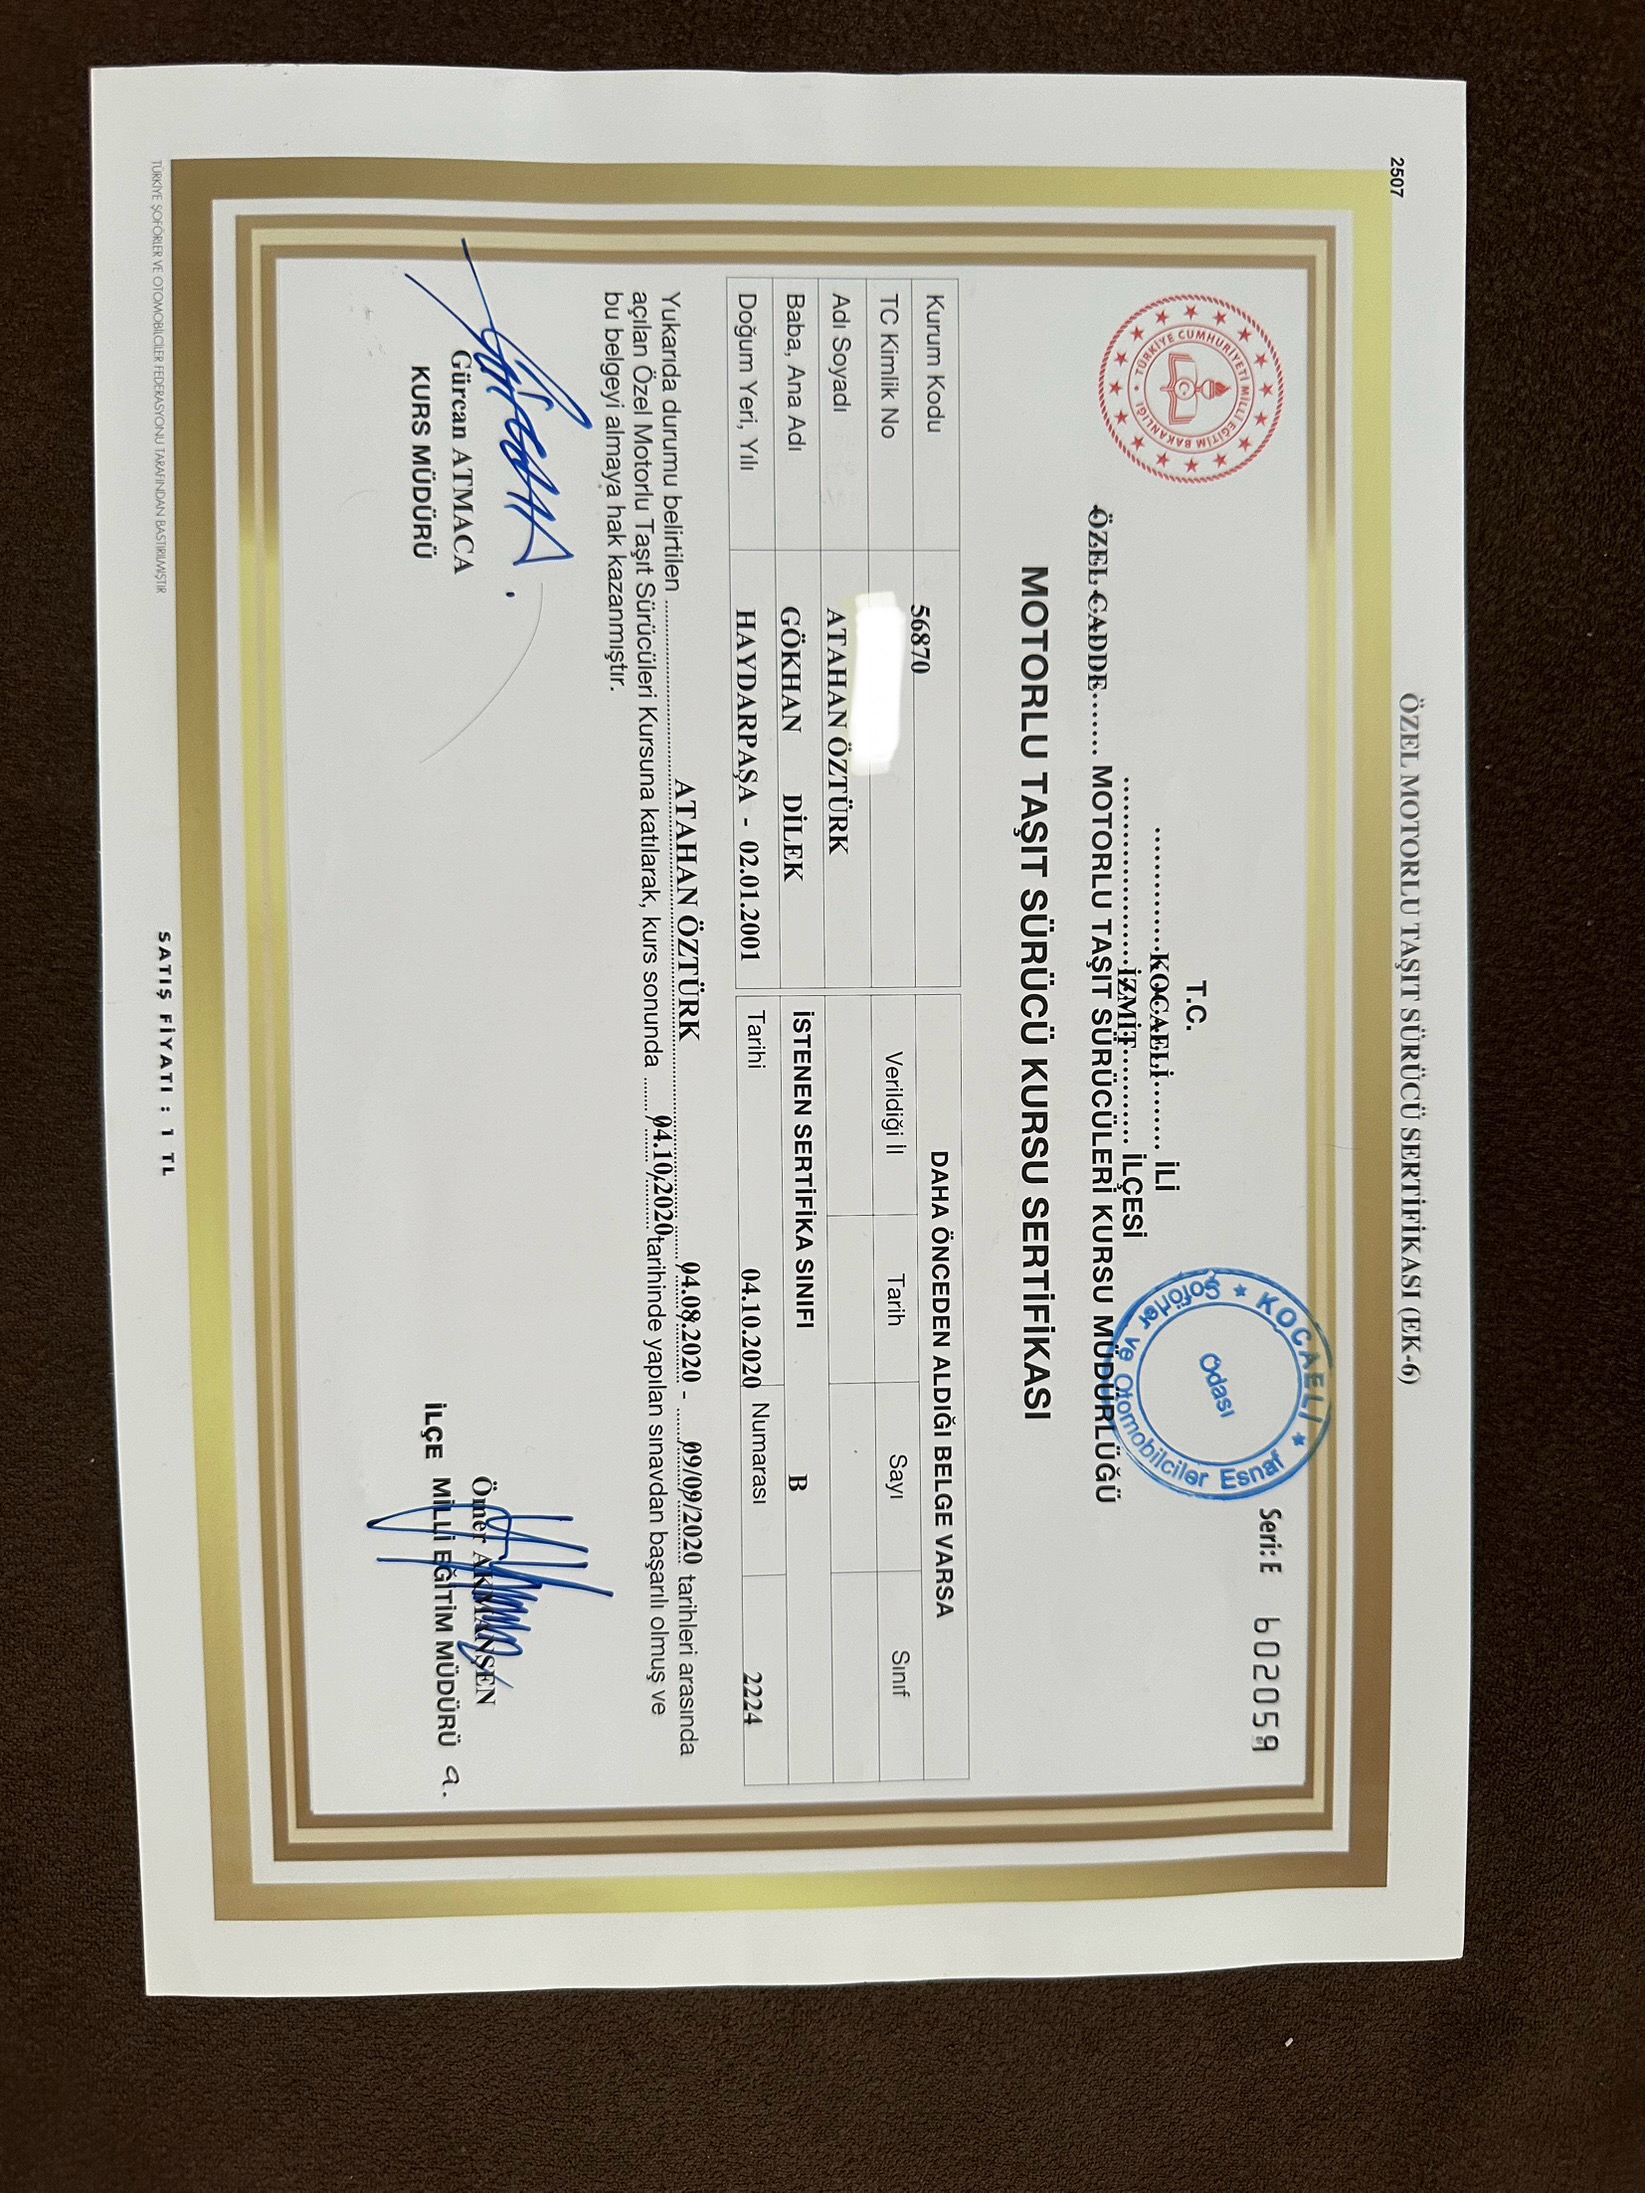 2507
ÖZEL MOTORLU TAŞIT SÜRÜCÜ SERTİFİKASI (EK-6)
TÜRKİYE CUMHURİYETİ MİLLİ EĞİTİM BAKANLIĞI
KOCAELİ Şoförler ve Otomobilciler Esnaf
Odası
Seri: E 602059
T.C.
KOCAELİ İLİ
İZMİT İLÇESİ
ÖZEL CADDE MOTORLU TAŞIT SÜRÜCÜLERİ KURSU MÜDÜRLÜĞÜ
MOTORLU TAŞIT SÜRÜCÜ KURSU SERTİFİKASI
Kurum Kodu 56870
TC Kimlik No
Adı Soyadı ATAHAN ÖZTÜRK
Baba, Ana Adı GÖKHAN DİLEK
Doğum Yeri, Yılı HAYDARPAŞA - 02.01.2001
DAHA ÖNCEDEN ALDIĞI BELGE VARSA
Verildiği İl Tarih Sayı Sınıf
İSTENEN SERTİFİKA SINIFI B
Tarihi 04.10.2020 Numarası 2224
Yukarıda durumu belirtilen ATAHAN ÖZTÜRK 04.08.2020 - 09/09/2020 tarihleri arasında
açılan Özel Motorlu Taşıt Sürücüleri Kursuna katılarak, kurs sonunda 04.10.2020 tarihinde yapılan sınavdan başarılı olmuş ve
bu belgeyi almaya hak kazanmıştır.
Gürcan ATMACA
KURS MÜDÜRÜ
Ömer AKMANŞEN
İLÇE MİLLİ EĞİTİM MÜDÜRÜ a.
TÜRKİYE ŞOFÖRLER VE OTOMOBİLCİLER FEDERASYONU TARAFINDAN BASTIRILMIŞTIR
SATIŞ FİYATI : 1 TL